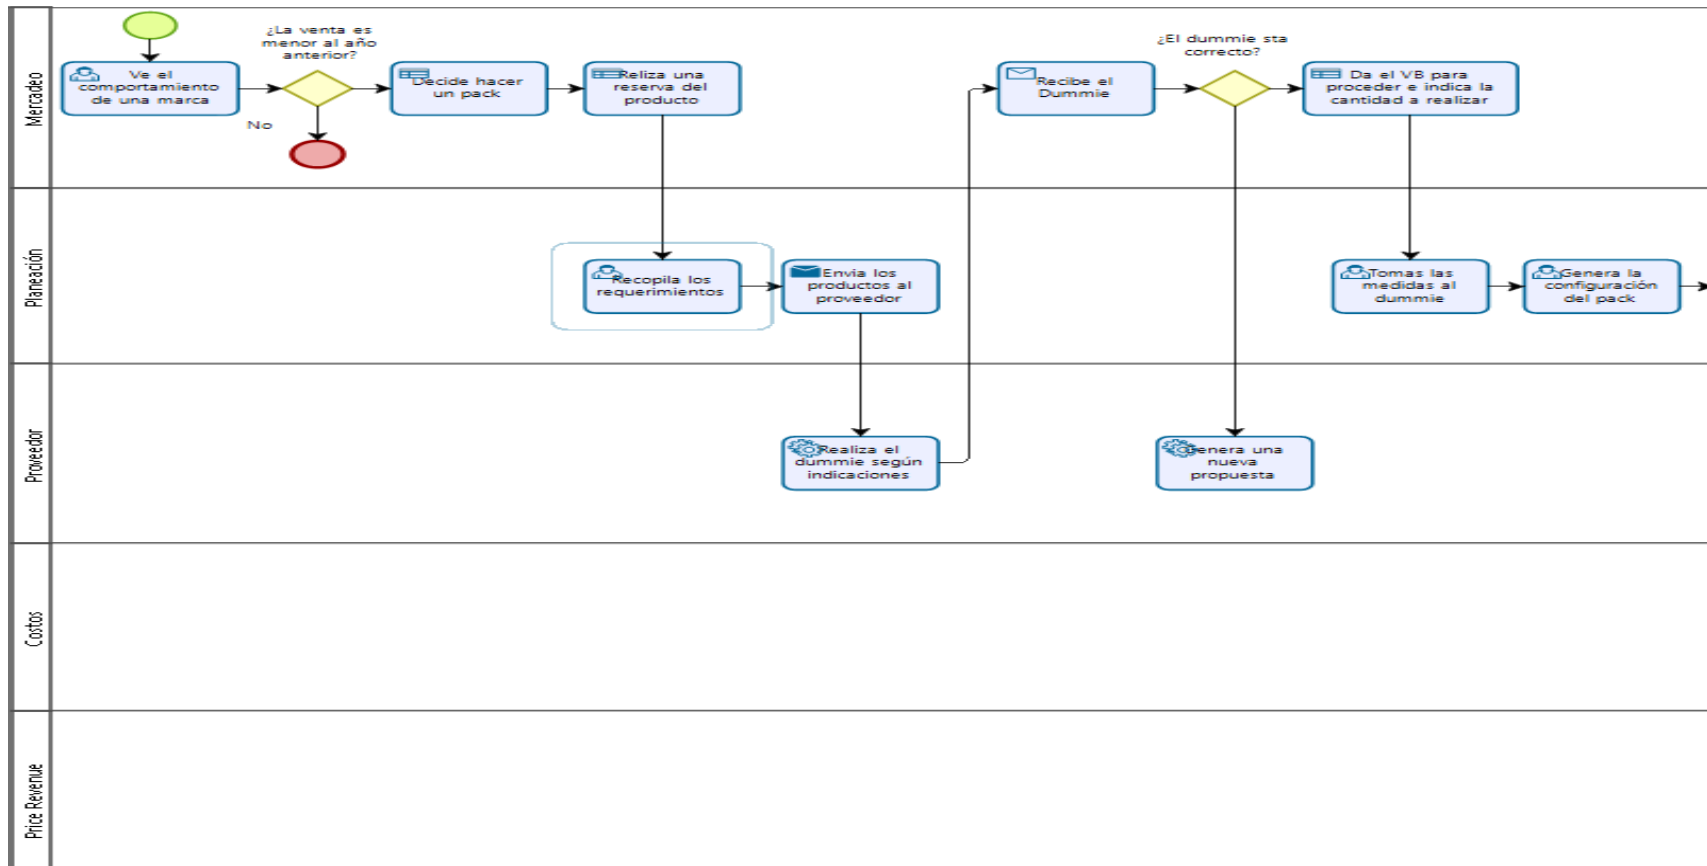 Mercadeo
¿La venta es
menor al año
anterior?
Ve el
comportamiento
de una marca
No
Decide hacer
un pack
Reliza una
reserva del
producto
Recibe el
Dummie
¿El dummie sta
correcto?
Da el VB para
proceder e indica la
cantidad a realizar
Planeación
Recopila los
requerimientos
Envia los
productos al
proveedor
Tomas las
medidas al
dummie
Genera la
configuración
del pack
Proveedor
Realiza el
dummie según
indicaciones
Genera una
nueva
propuesta
Costos
Price Revenue